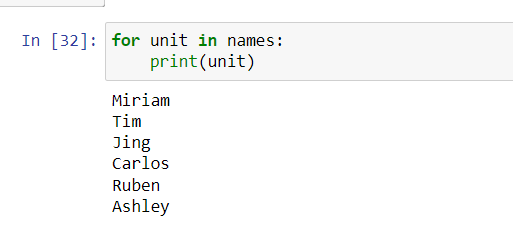 In [32]: for unit in names:
    print(unit)
Miriam
Tim
Jing
Carlos
Ruben
Ashley